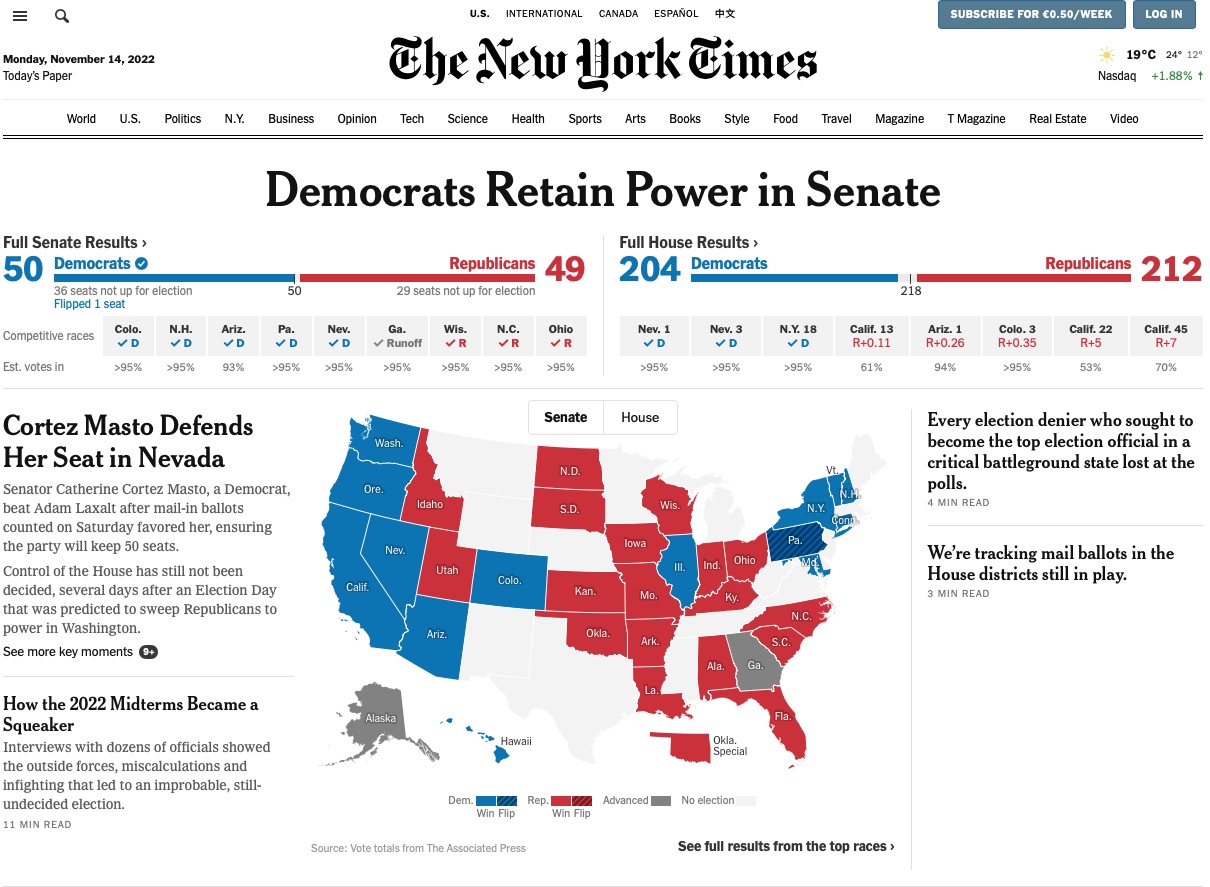 U.S. INTERNATIONAL CANADA ESPAÑOL 中文
SUBSCRIBE FOR €0.50/WEEK LOG IN
Monday, November 14, 2022
Today's Paper
The New York Times
19°C 24° 12°
Nasdaq +1.88% ↑
World U.S. Politics N.Y. Business Opinion Tech Science Health Sports Arts Books Style Food Travel Magazine T Magazine Real Estate Video
Democrats Retain Power in Senate
Full Senate Results ›
50 Democrats Republicans 49
36 seats not up for election 50 29 seats not up for election
Flipped 1 seat
Competitive races Colo. N.H. Ariz. Pa. Nev. Ga. Wis. N.C. Ohio
✓ D ✓ D ✓ D ✓ D ✓ D ✓ Runoff ✓ R ✓ R ✓ R
Est. votes in >95% >95% 93% >95% >95% >95% >95% >95% >95%
Full House Results ›
204 Democrats Republicans 212
218
Nev. 1 Nev. 3 N.Y. 18 Calif. 13 Ariz. 1 Colo. 3 Calif. 22 Calif. 45
✓ D ✓ D ✓ D R+0.11 R+0.26 R+0.35 R+5 R+7
>95% >95% >95% 61% 94% >95% 53% 70%
Cortez Masto Defends
Her Seat in Nevada
Senator Catherine Cortez Masto, a Democrat,
beat Adam Laxalt after mail-in ballots
counted on Saturday favored her, ensuring
the party will keep 50 seats.
Control of the House has still not been
decided, several days after an Election Day
that was predicted to sweep Republicans to
power in Washington.
See more key moments 9+
How the 2022 Midterms Became a
Squeaker
Interviews with dozens of officials showed
the outside forces, miscalculations and
infighting that led to an improbable, still-
undecided election.
11 MIN READ
Senate House
Wash.
Ore.
Idaho
N.D.
S.D.
Wis.
Vt.
N.H.
N.Y.
Conn.
Pa.
Md.
Nev.
Utah
Colo.
Calif.
Ariz.
Iowa
Ill.
Ind.
Ohio
Kan.
Mo.
Ky.
N.C.
Okla.
Ark.
S.C.
Ala.
Ga.
La.
Fla.
Alaska
Hawaii
Okla.
Special
Dem. Rep. Advanced No election
Win Flip Win Flip
Source: Vote totals from The Associated Press
See full results from the top races ›
Every election denier who sought to
become the top election official in a
critical battleground state lost at the
polls.
4 MIN READ
We're tracking mail ballots in the
House districts still in play.
3 MIN READ